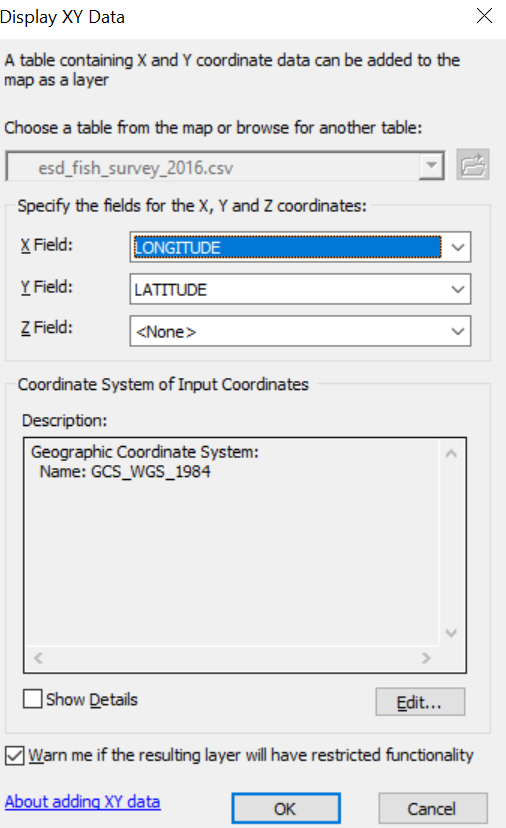 Display XY Data
A table containing X and Y coordinate data can be added to the
map as a layer
Choose a table from the map or browse for another table:
esd_fish_survey_2016.csv
Specify the fields for the X, Y and Z coordinates:
X Field:
LONGITUDE
Y Field:
LATITUDE
Z Field:
<None>
Coordinate System of Input Coordinates
Description:
Geographic Coordinate System:
Name: GCS_WGS_1984
Show Details
Edit...
Warn me if the resulting layer will have restricted functionality
About adding XY data
OK
Cancel